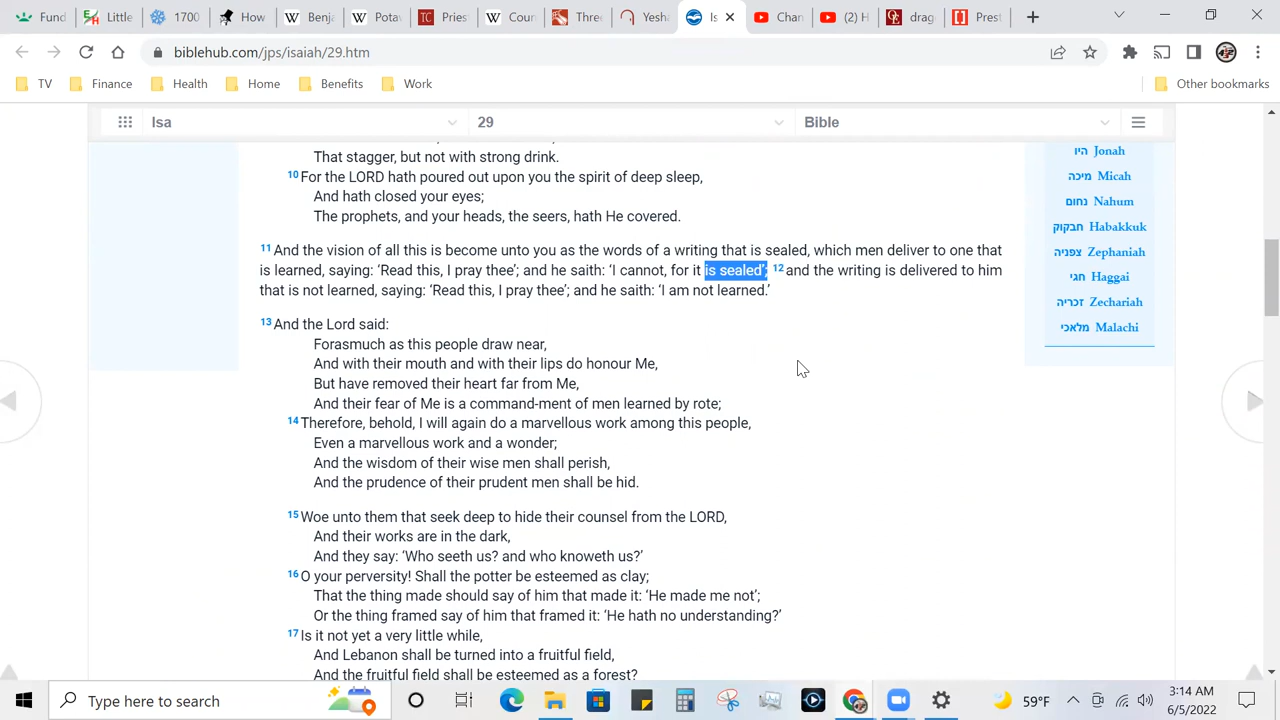 Fund
Little
1700
How
Benja
Potav
Pries
Cour
Three
Yesha
Is
Chan
(2) H
drag
Prest
biblehub.com/jps/isaiah/29.htm
TV
Finance
Health
Home
Benefits
Work
Other bookmarks
Isa
29
Bible
That stagger, but not with strong drink.
10 For the LORD hath poured out upon you the spirit of deep sleep,
And hath closed your eyes;
The prophets, and your heads, the seers, hath He covered.
11 And the vision of all this is become unto you as the words of a writing that is sealed, which men deliver to one that
is learned, saying: ‘Read this, I pray thee’; and he saith: ‘I cannot, for it is sealed’; 12 and the writing is delivered to him
that is not learned, saying: ‘Read this, I pray thee’; and he saith: ‘I am not learned.’
13 And the Lord said:
Forasmuch as this people draw near,
And with their mouth and with their lips do honour Me,
But have removed their heart far from Me,
And their fear of Me is a command-ment of men learned by rote;
14 Therefore, behold, I will again do a marvellous work among this people,
Even a marvellous work and a wonder;
And the wisdom of their wise men shall perish,
And the prudence of their prudent men shall be hid.
15 Woe unto them that seek deep to hide their counsel from the LORD,
And their works are in the dark,
And they say: ‘Who seeth us? and who knoweth us?’
16 O your perversity! Shall the potter be esteemed as clay;
That the thing made should say of him that made it: ‘He made me not’;
Or the thing framed say of him that framed it: ‘He hath no understanding?’
17 Is it not yet a very little while,
And Lebanon shall be turned into a fruitful field,
And the fruitful field shall be esteemed as a forest?
היו Jonah
מיכה Micah
נחום Nahum
חבקוק Habakkuk
צפניה Zephaniah
חגי Haggai
זכריה Zechariah
מלאכי Malachi
Type here to search
59°F
3:14 AM
6/5/2022